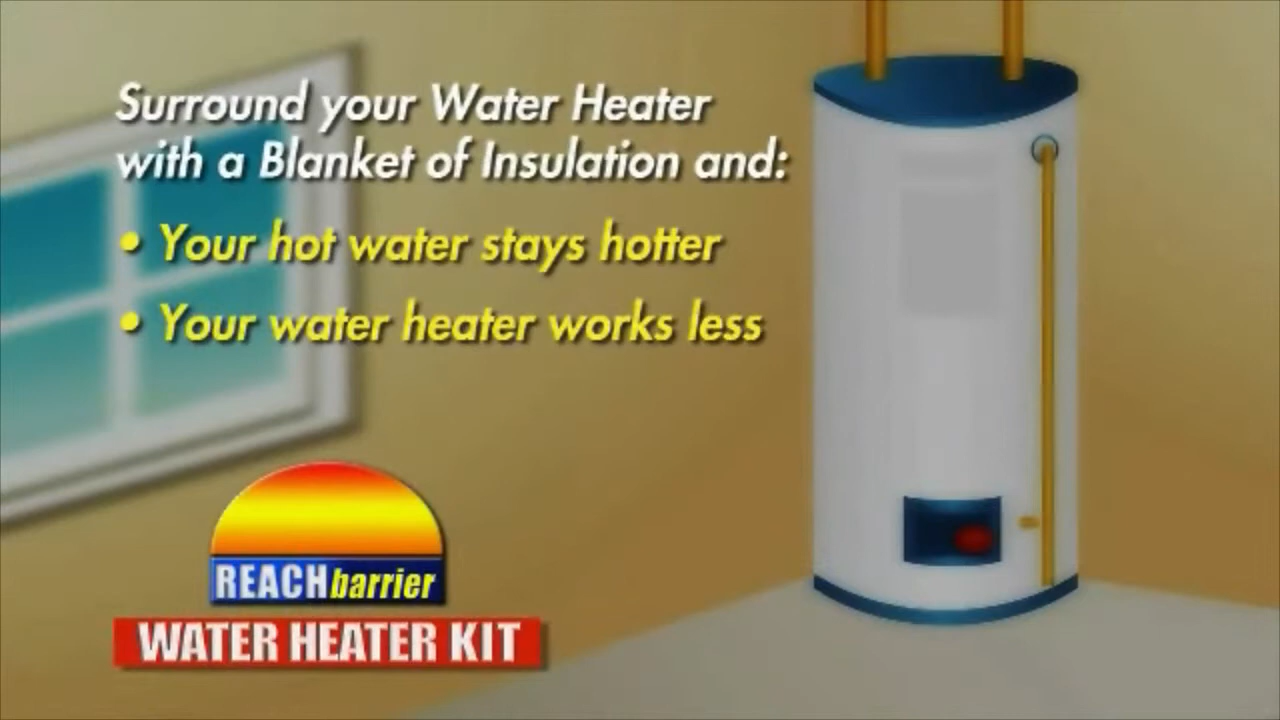 Surround your Water Heater
with a Blanket of Insulation and:
• Your hot water stays hotter
• Your water heater works less
REACHbarrier
WATER HEATER KIT